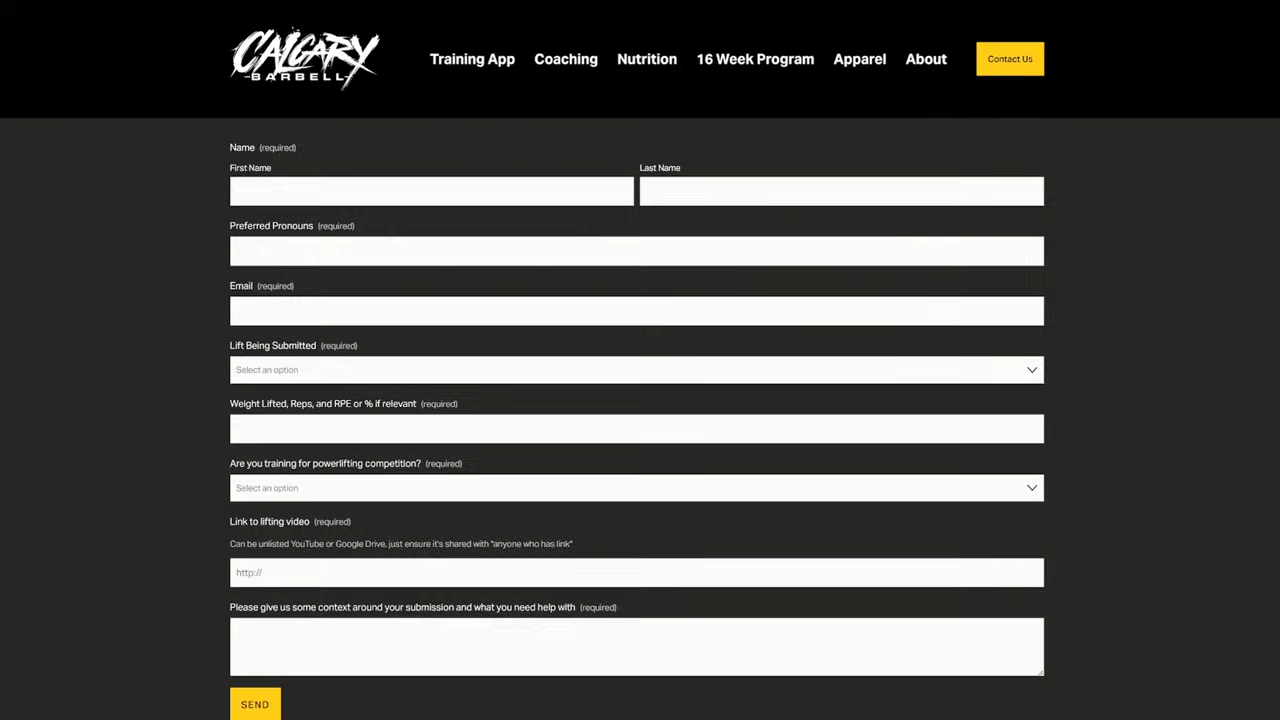 CALGARY
BARBELL
Training App Coaching Nutrition 16 Week Program Apparel About Contact Us
Name (required)
First Name Last Name
Preferred Pronouns (required)
Email (required)
Lift Being Submitted (required)
Select an option
Weight Lifted, Reps, and RPE or % if relevant (required)
Are you training for powerlifting competition? (required)
Select an option
Link to lifting video (required)
Can be unlisted YouTube or Google Drive, just ensure it's shared with "anyone who has link"
http://
Please give us some context around your submission and what you need help with (required)
SEND